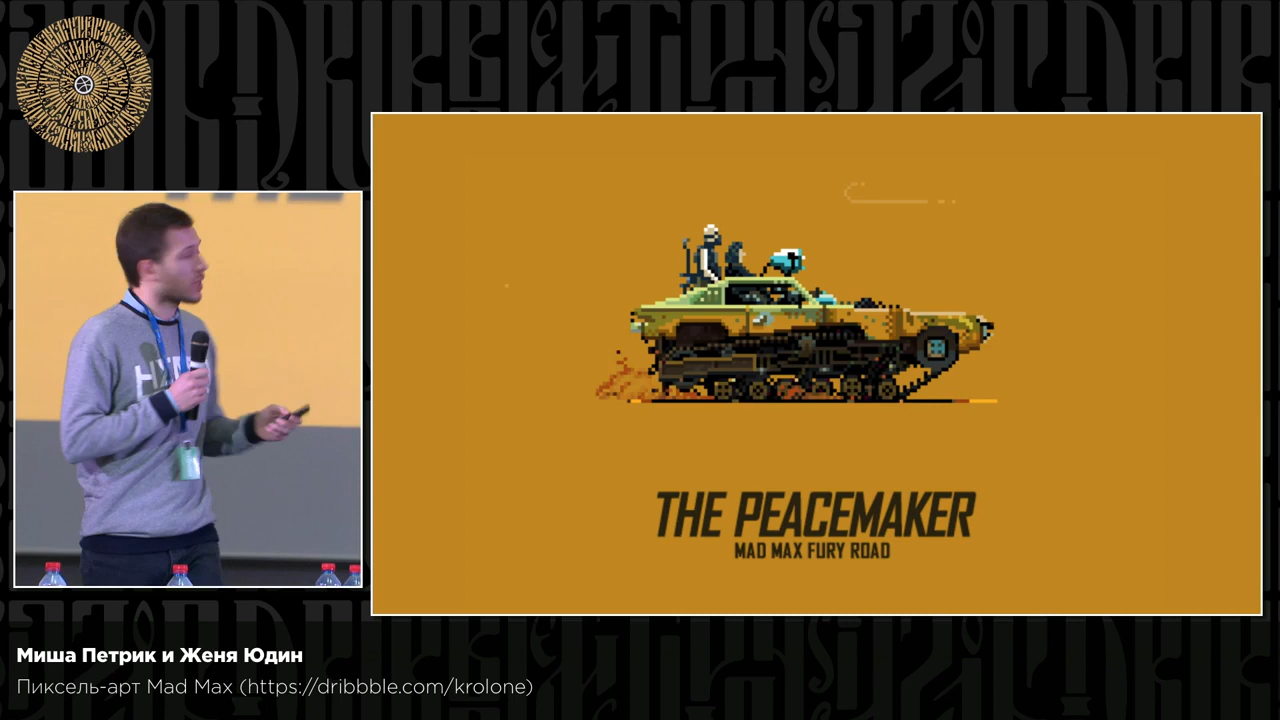 THE PEACEMAKER
MAD MAX FURY ROAD
Миша Петрик и Женя Юдин
Пиксель-арт Mad Max (https://dribbble.com/krolone)